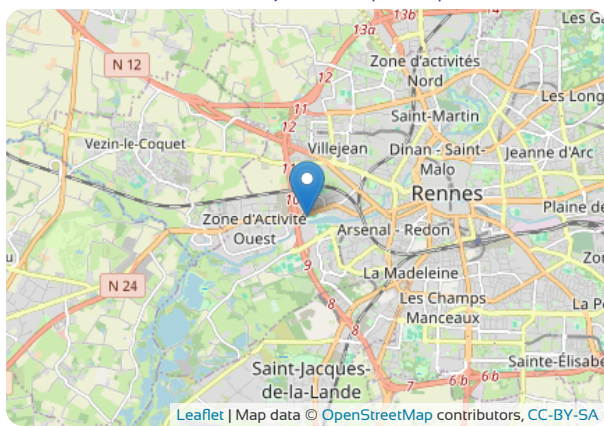 13b
Les Ga
13a
Zone d'activités
Nord
N 12
12
Les Long
11
Saint-Martin
12
Vezin-le-Coquet
Villejean
Dinan - Saint-
Malo
Jeanne d'Arc
11
Rennes
10
Plaine de
Zone d'Activité
Ouest
Arsenal - Redon
Zon
9
La Madeleine
N 24
u
8
Les Champs
Manceaux
La Po
8
Saint-Jacques-
de-la-Lande
Sainte-Élisabe
7
6b
6b
Leaflet | Map data © OpenStreetMap contributors, CC-BY-SA